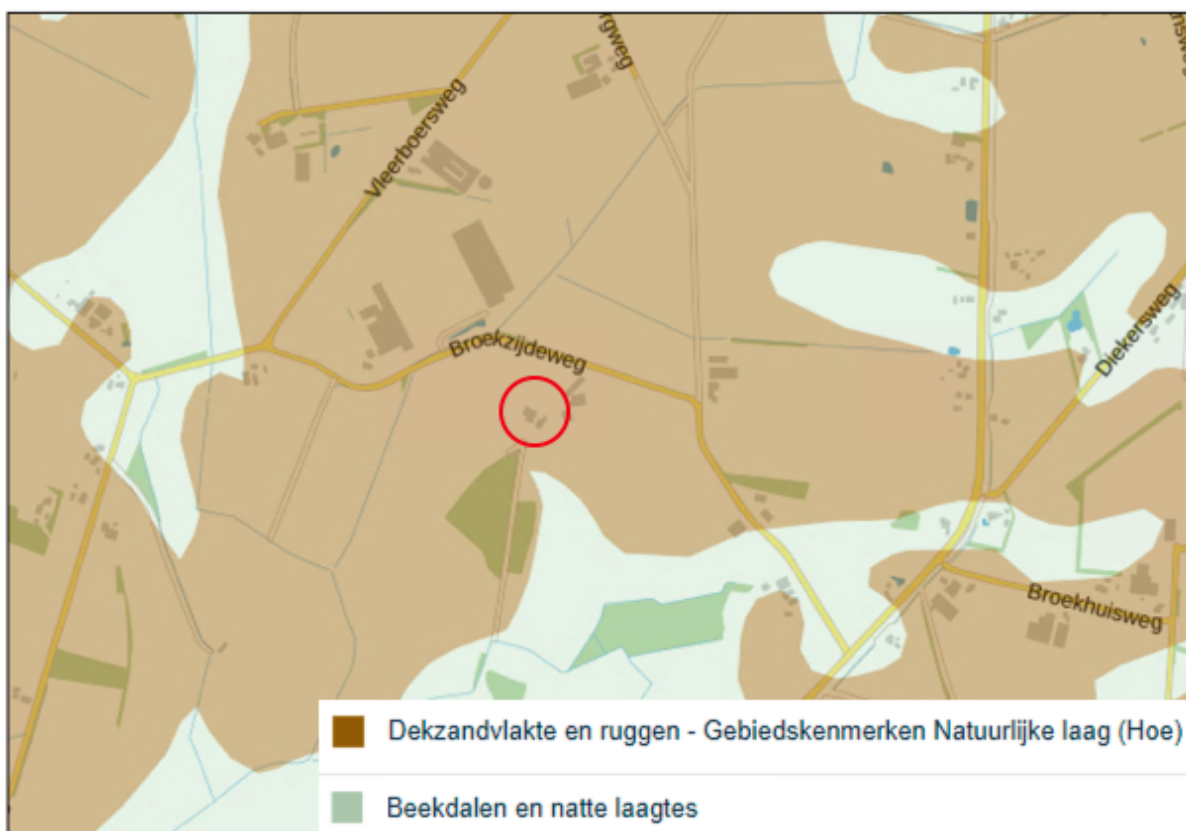 Vleerboersweg
Broekzijdeweg
Diekersweg
Broekhuisweg
Dekzandvlakte en ruggen - Gebiedskenmerken Natuurlijke laag (Hoe)
Beekdalen en natte laagtes